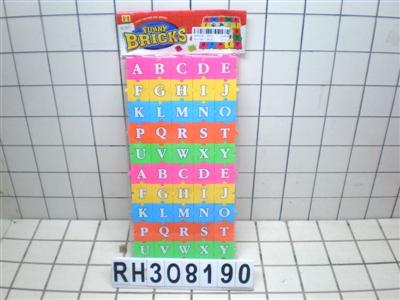 FUNNY
BRICKS
A B C D E
F G H I J
K L M N O
P Q R S T
U V W X Y
A B C D E
F G H I J
K L M N O
P Q R S T
U V W X Y
RH308190